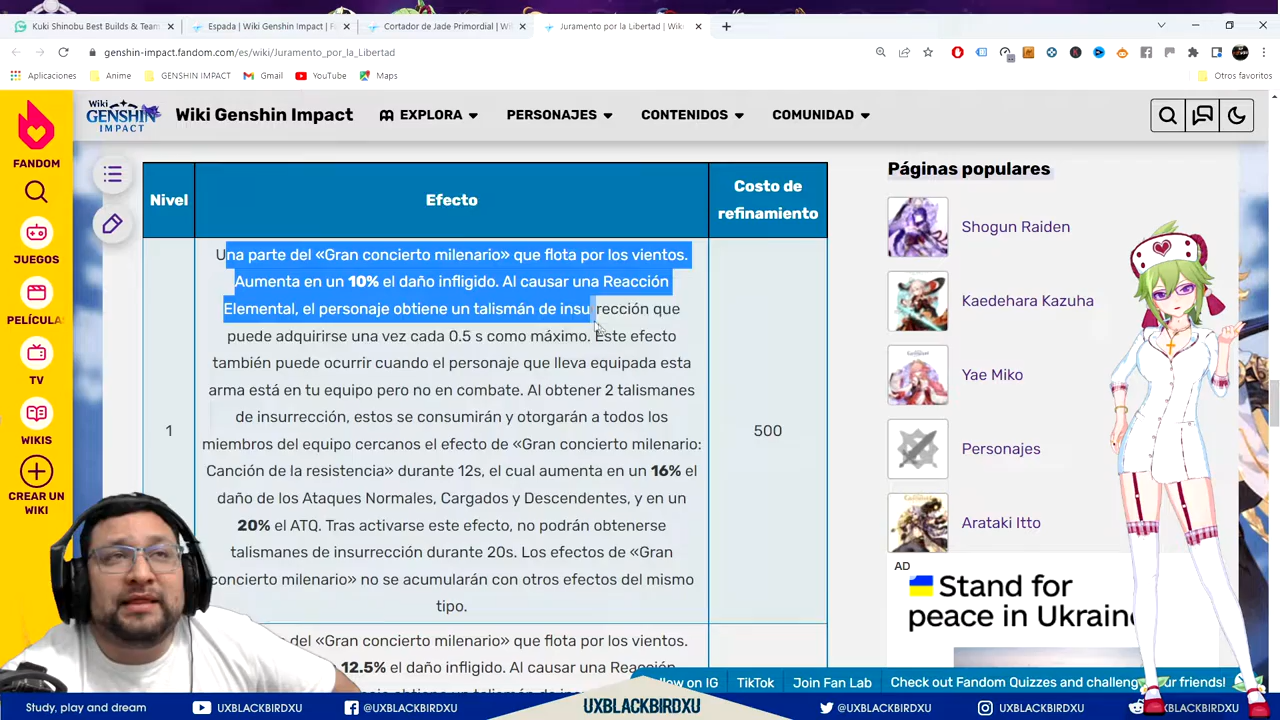 Kuki Shinobu Best Builds & Team
Espada | Wiki Genshin Impact | F
Cortador de Jade Primordial | Wi
Juramento por la Libertad | Wiki
genshin-impact.fandom.com/es/wiki/Juramento_por_la_Libertad
Aplicaciones
Anime
GENSHIN IMPACT
Gmail
YouTube
Maps
Otros favoritos
Wiki GENSHIN IMPACT
Wiki Genshin Impact
EXPLORA
PERSONAJES
CONTENIDOS
COMUNIDAD
FANDOM
JUEGOS
PELÍCULA
TV
WIKIS
CREAR UN
WIKI
Nivel
Efecto
Costo de
refinamiento
Una parte del «Gran concierto milenario» que flota por los vientos.
Aumenta en un 10% el daño infligido. Al causar una Reacción
Elemental, el personaje obtiene un talismán de insurrección que
puede adquirirse una vez cada 0.5 s como máximo. Este efecto
también puede ocurrir cuando el personaje que lleva equipada esta
arma está en tu equipo pero no en combate. Al obtener 2 talismanes
de insurrección, estos se consumirán y otorgarán a todos los
miembros del equipo cercanos el efecto de «Gran concierto milenario:
Canción de la resistencia» durante 12s, el cual aumenta en un 16% el
daño de los Ataques Normales, Cargados y Descendentes, y en un
20% el ATQ. Tras activarse este efecto, no podrán obtenerse
talismanes de insurrección durante 20s. Los efectos de «Gran
concierto milenario» no se acumularán con otros efectos del mismo
tipo.
1
500
del «Gran concierto milenario» que flota por los vientos.
12.5% el daño infligido. Al causar una Reacción
Páginas populares
Shogun Raiden
Kaedehara Kazuha
Yae Miko
Personajes
Arataki Itto
AD
Stand for
peace in Ukraine
Follow on IG
TikTok
Join Fan Lab
Check out Fandom Quizzes and challenge your friends!
Study, play and dream
UXBLACKBIRDXU
@UXBLACKBIRDXU
UXBLACKBIRDXU
@UXBLACKBIRDXU
@UXBLACKBIRDXU
@UXBLACKBIRDXU